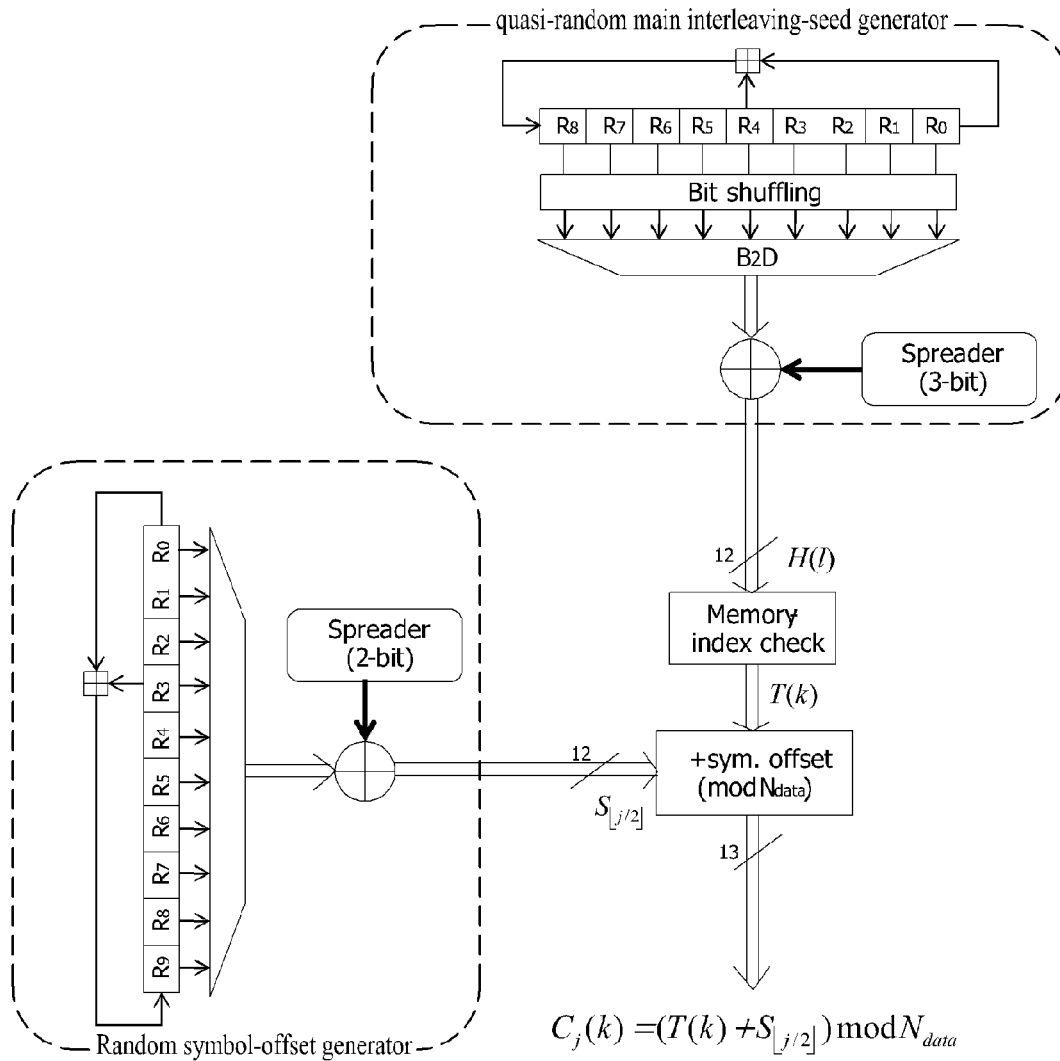 quasi-random main interleaving-seed generator
R8 R7 R6 R5 R4 R3 R2 R1 R0
Bit shuffling
B2D
Spreader
(3-bit)
12
H(l)
Memory
index check
T(k)
R0
R1
R2
R3
R4
R5
R6
R7
R8
R9
Spreader
(2-bit)
12
S⌊j/2⌋
+sym. offset
(modNdata)
13
Random symbol-offset generator
Cj(k) =(T(k) +S⌊j/2⌋) mod Ndata